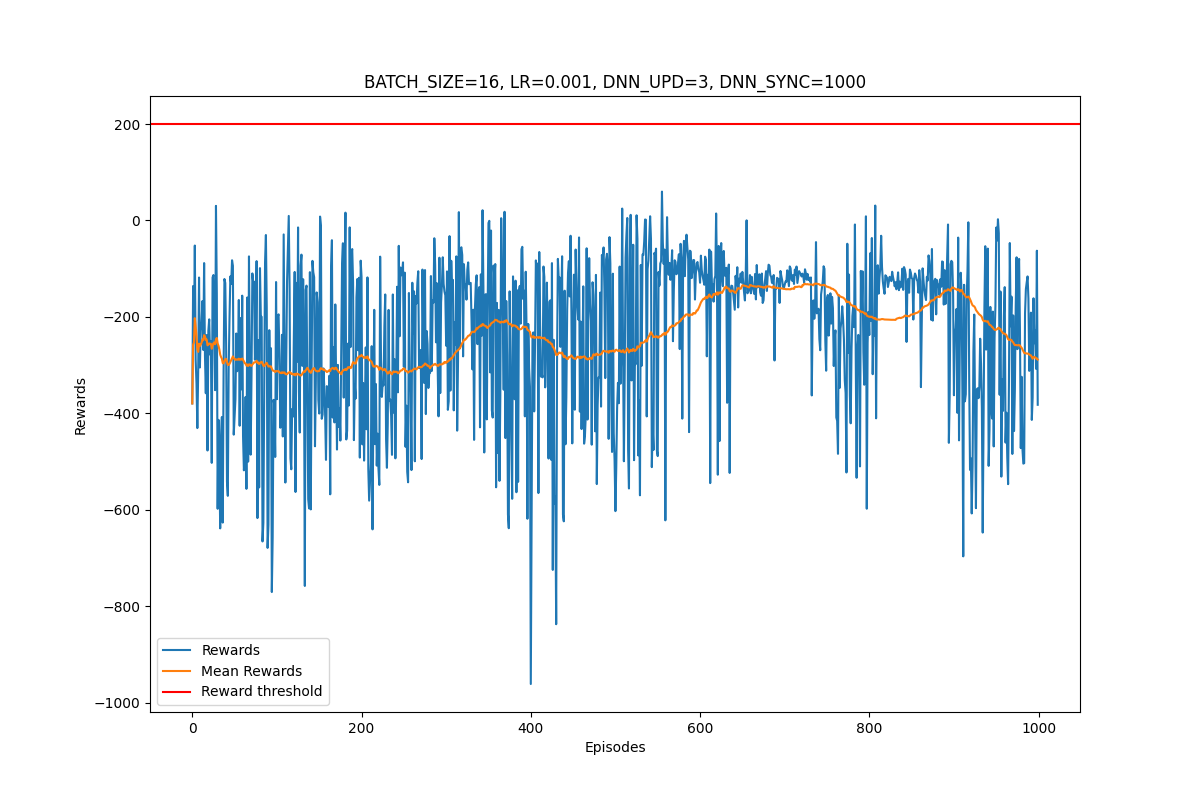 BATCH_SIZE=16, LR=0.001, DNN_UPD=3, DNN_SYNC=1000
200
0
−200
−400
−600
−800
−1000
Rewards
Rewards
Mean Rewards
Reward threshold
0 200 400 600 800 1000
Episodes